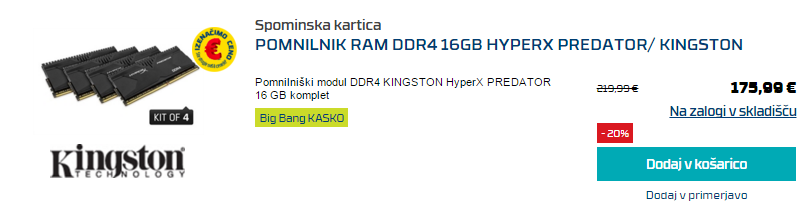 Spominska kartica
POMNILNIK RAM DDR4 16GB HYPERX PREDATOR/ KINGSTON
IZENAČIMO CENO
€
KIT OF 4
Pomnilniški modul DDR4 KINGSTON HyperX PREDATOR
16 GB komplet
Big Bang KASKO
219,99 €
175,99 €
Na zalogi v skladišču
- 20%
Dodaj v košarico
Dodaj v primerjavo
Kingston
TECHNOLOGY